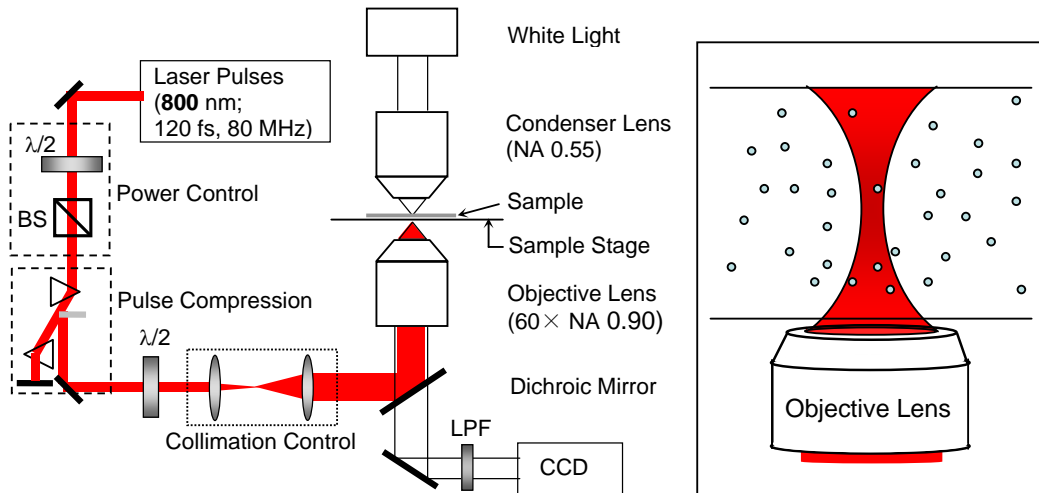 Laser Pulses
(800 nm;
120 fs, 80 MHz)
λ/2
BS
Power Control
Pulse Compression
λ/2
Collimation Control
White Light
Condenser Lens
(NA 0.55)
Sample
Sample Stage
Objective Lens
(60× NA 0.90)
Dichroic Mirror
LPF
CCD
Objective Lens